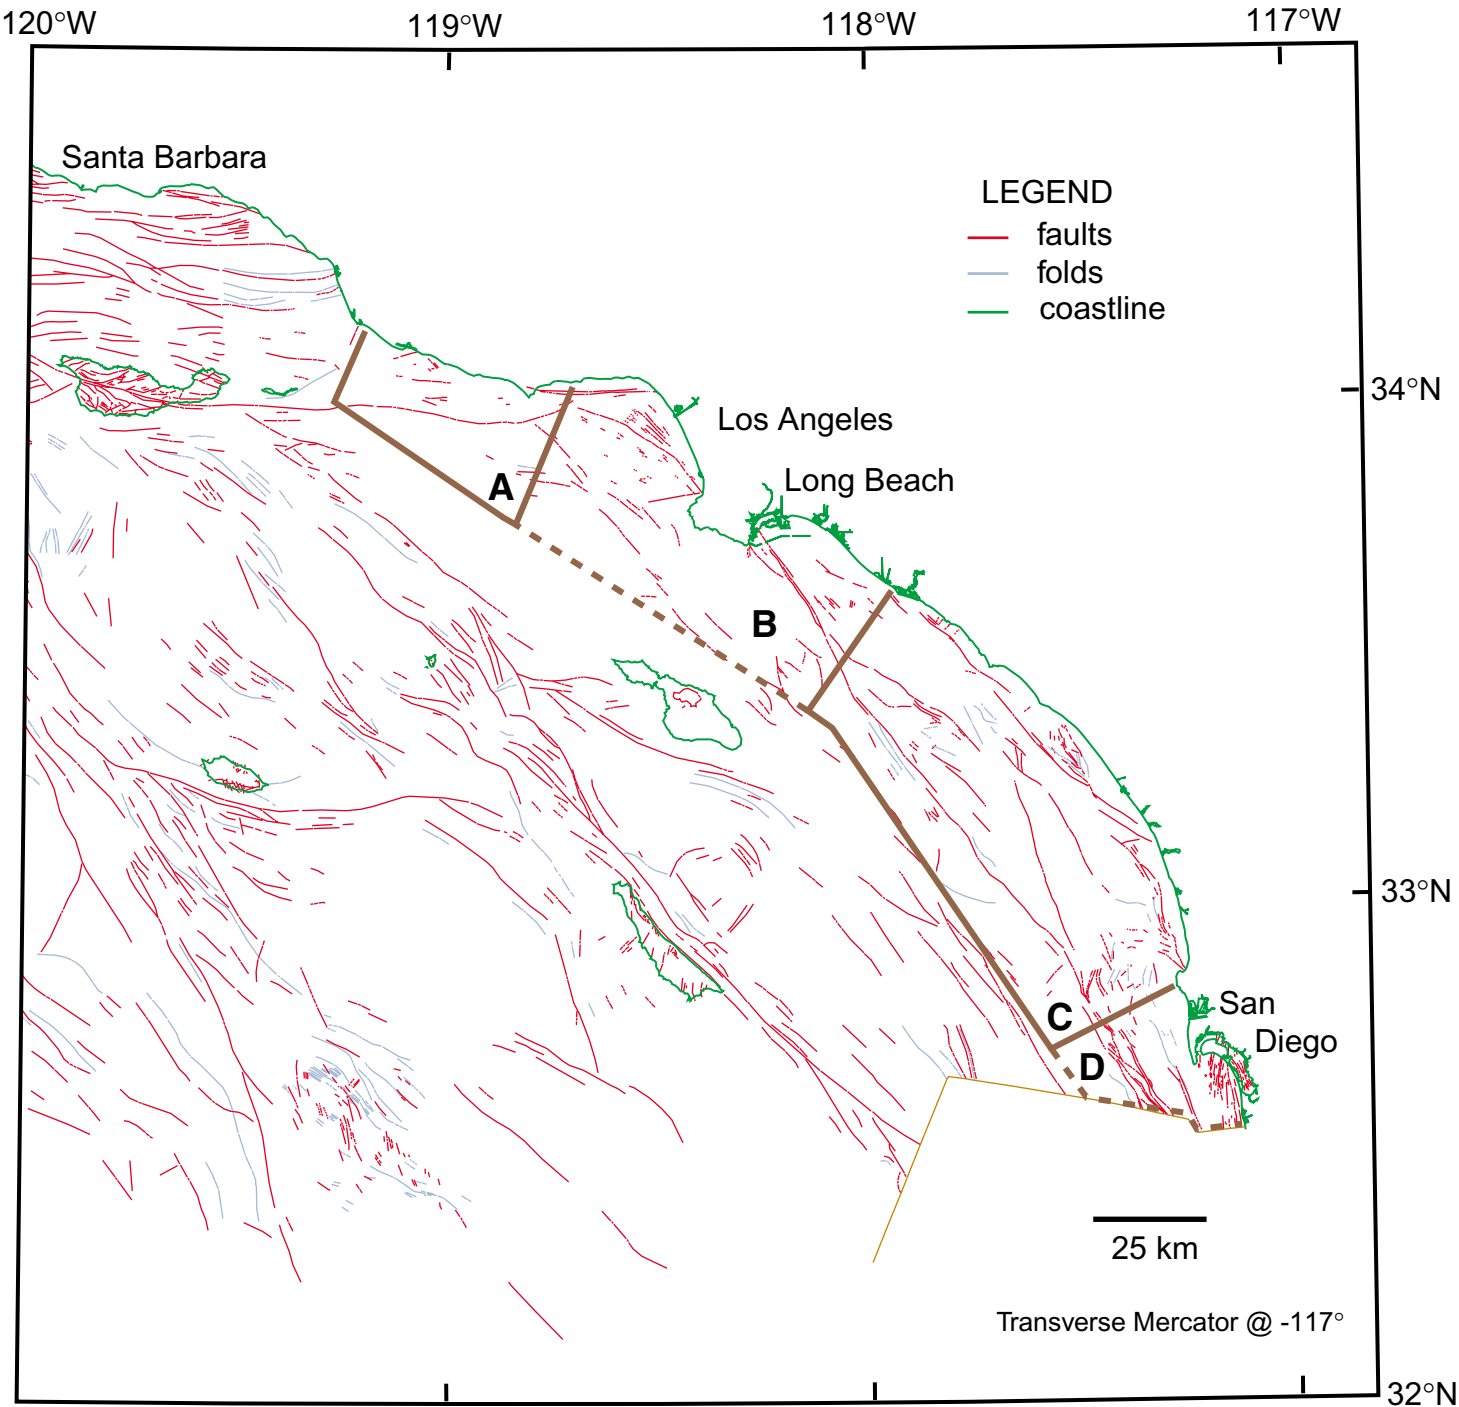 120°W
119°W
118°W
117°W
Santa Barbara
LEGEND
faults
folds
coastline
34°N
Los Angeles
Long Beach
A
B
33°N
San
Diego
C
D
25 km
Transverse Mercator @ -117°
32°N